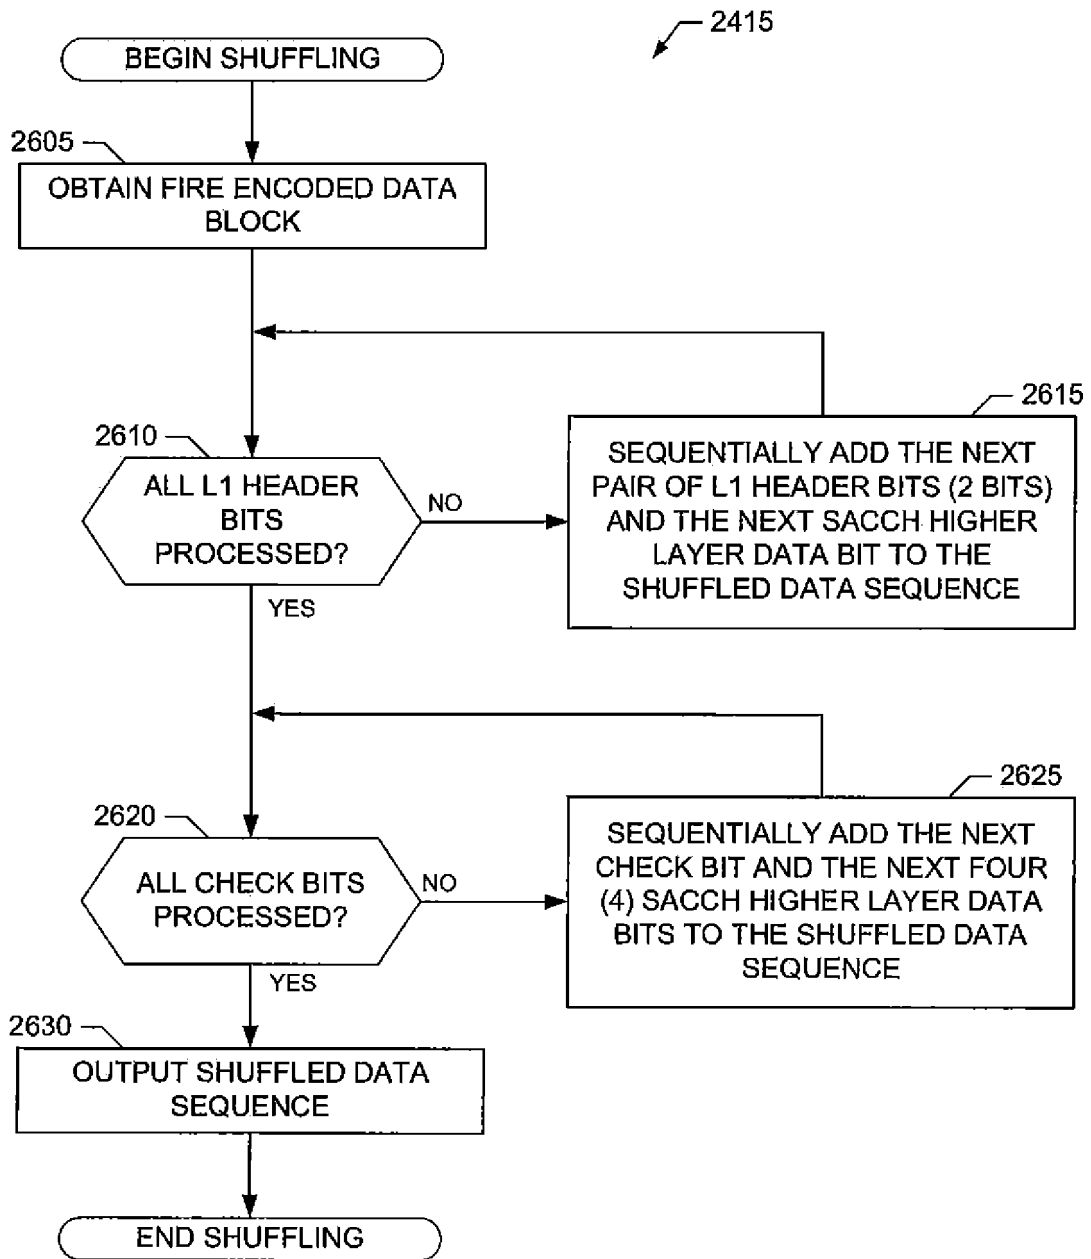 2415
BEGIN SHUFFLING
2605
OBTAIN FIRE ENCODED DATA
BLOCK
2610
ALL L1 HEADER
BITS
PROCESSED?
NO
YES
2615
SEQUENTIALLY ADD THE NEXT
PAIR OF L1 HEADER BITS (2 BITS)
AND THE NEXT SACCH HIGHER
LAYER DATA BIT TO THE
SHUFFLED DATA SEQUENCE
2620
ALL CHECK BITS
PROCESSED?
NO
YES
2625
SEQUENTIALLY ADD THE NEXT
CHECK BIT AND THE NEXT FOUR
(4) SACCH HIGHER LAYER DATA
BITS TO THE SHUFFLED DATA
SEQUENCE
2630
OUTPUT SHUFFLED DATA
SEQUENCE
END SHUFFLING